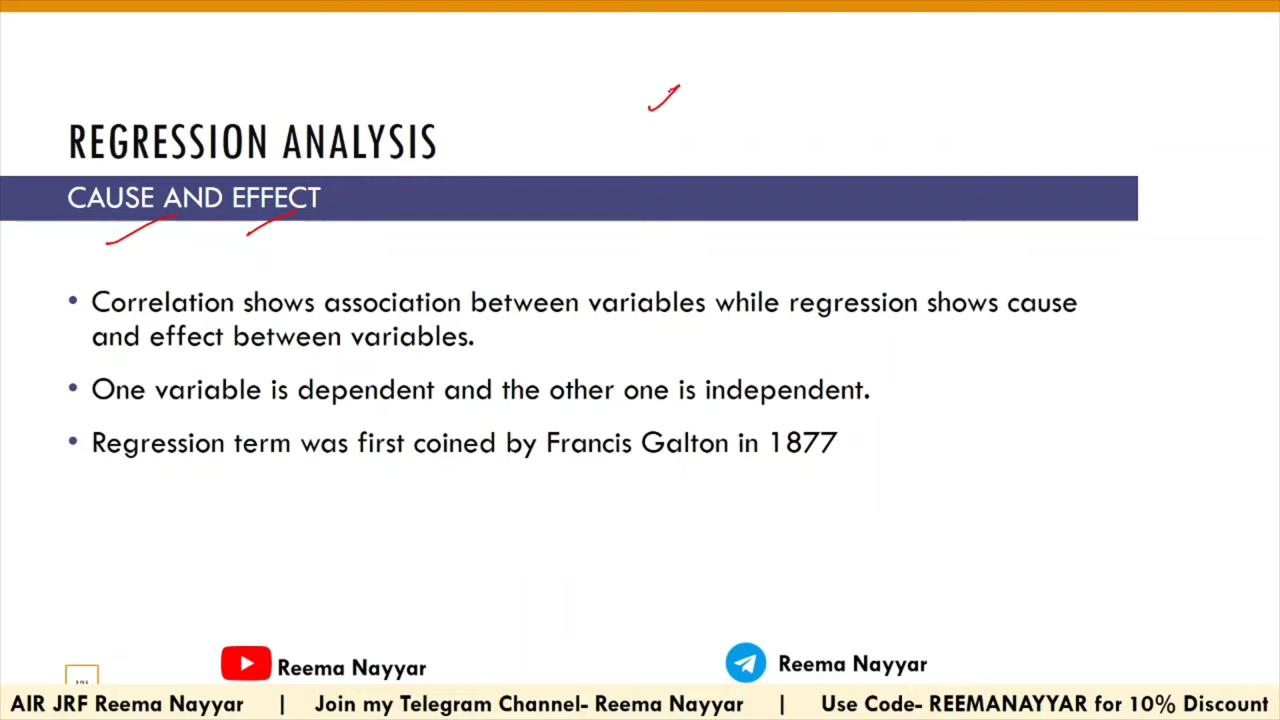 REGRESSION ANALYSIS
CAUSE AND EFFECT
• Correlation shows association between variables while regression shows cause
and effect between variables.
• One variable is dependent and the other one is independent.
• Regression term was first coined by Francis Galton in 1877
Reema Nayyar
Reema Nayyar
AIR JRF Reema Nayyar | Join my Telegram Channel- Reema Nayyar | Use Code- REEMANAYYAR for 10% Discount